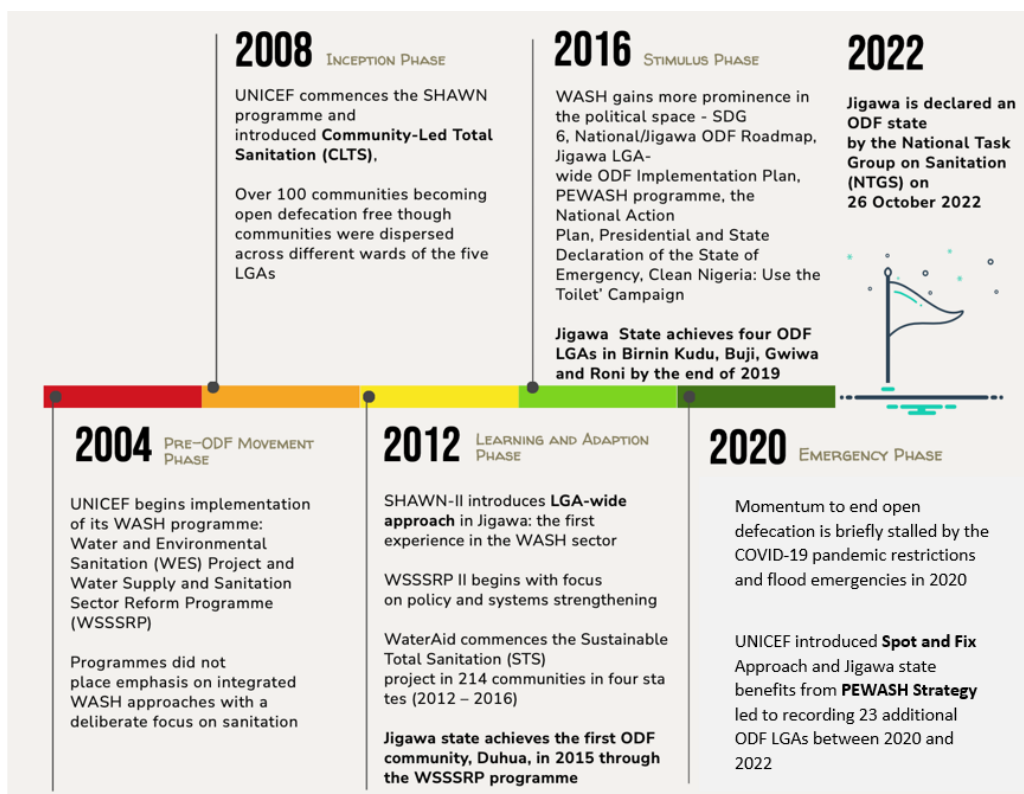 2008 Inception Phase
UNICEF commences the SHAWN
programme and
introduced Community-Led Total
Sanitation (CLTS),
Over 100 communities becoming
open defecation free though
communities were dispersed
across different wards of the five
LGAs
2016 Stimulus Phase
WASH gains more prominence in
the political space - SDG
6, National/Jigawa ODF Roadmap,
Jigawa LGA-
wide ODF Implementation Plan,
PEWASH programme, the
National Action
Plan, Presidential and State
Declaration of the State of
Emergency, Clean Nigeria: Use the
Toilet’ Campaign
Jigawa State achieves four ODF
LGAs in Birnin Kudu, Buji, Gwiwa
and Roni by the end of 2019
2022
Jigawa is declared an
ODF state
by the National Task
Group on Sanitation
(NTGS) on
26 October 2022
2004 Pre-ODF Movement
Phase
UNICEF begins implementation
of its WASH programme:
Water and Environmental
Sanitation (WES) Project and
Water Supply and Sanitation
Sector Reform Programme
(WSSSRP)
Programmes did not
place emphasis on integrated
WASH approaches with a
deliberate focus on sanitation
2012 Learning and Adaption
Phase
SHAWN-II introduces LGA-wide
approach in Jigawa: the first
experience in the WASH sector
WSSSRP II begins with focus
on policy and systems strengthening
WaterAid commences the Sustainable
Total Sanitation (STS)
project in 214 communities in four sta
tes (2012 – 2016)
Jigawa state achieves the first ODF
community, Duhua, in 2015 through
the WSSSRP programme
2020 Emergency Phase
Momentum to end open
defecation is briefly stalled by the
COVID-19 pandemic restrictions
and flood emergencies in 2020
UNICEF introduced Spot and Fix
Approach and Jigawa state
benefits from PEWASH Strategy
led to recording 23 additional
ODF LGAs between 2020 and
2022